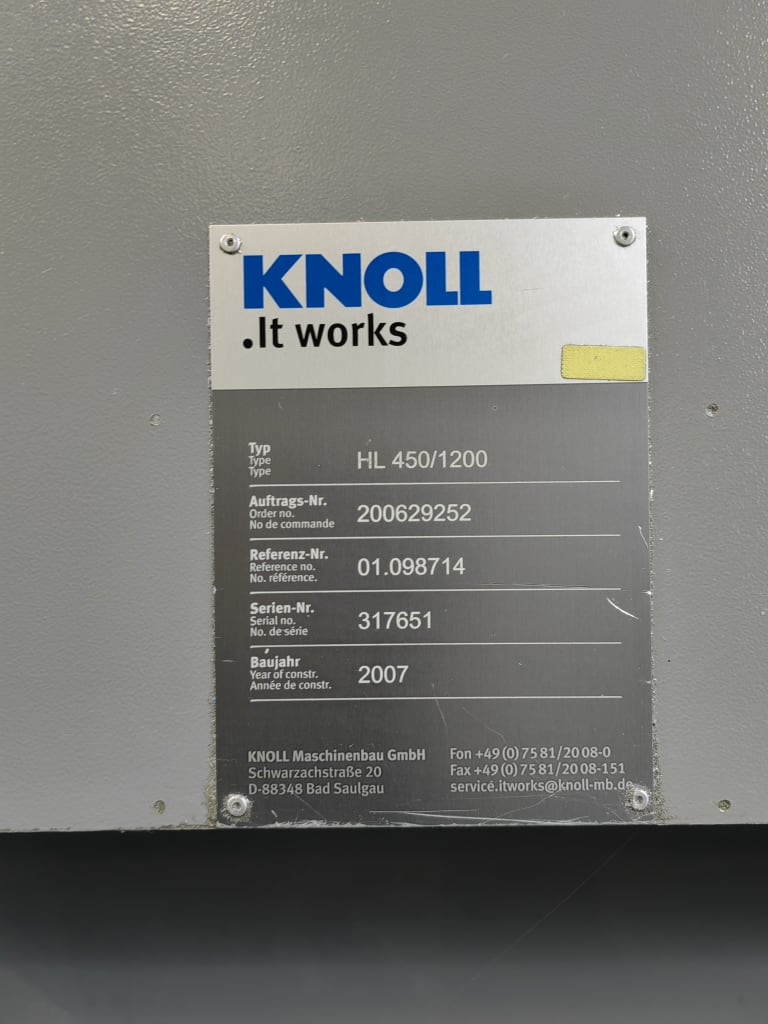 KNOLL
.It works
Typ
Type
Type
HL 450/1200
Auftrags-Nr.
Order no.
No de commande
200629252
Referenz-Nr.
Reference no.
No. référence.
01.098714
Serien-Nr.
Serial no.
No. de série
317651
Baujahr
Year of constr.
Année de constr.
2007
KNOLL Maschinenbau GmbH
Schwarzachstraße 20
D-88348 Bad Saulgau
Fon +49 (0) 75 81/20 08-0
Fax +49 (0) 75 81/20 08-151
service.itworks@knoll-mb.de